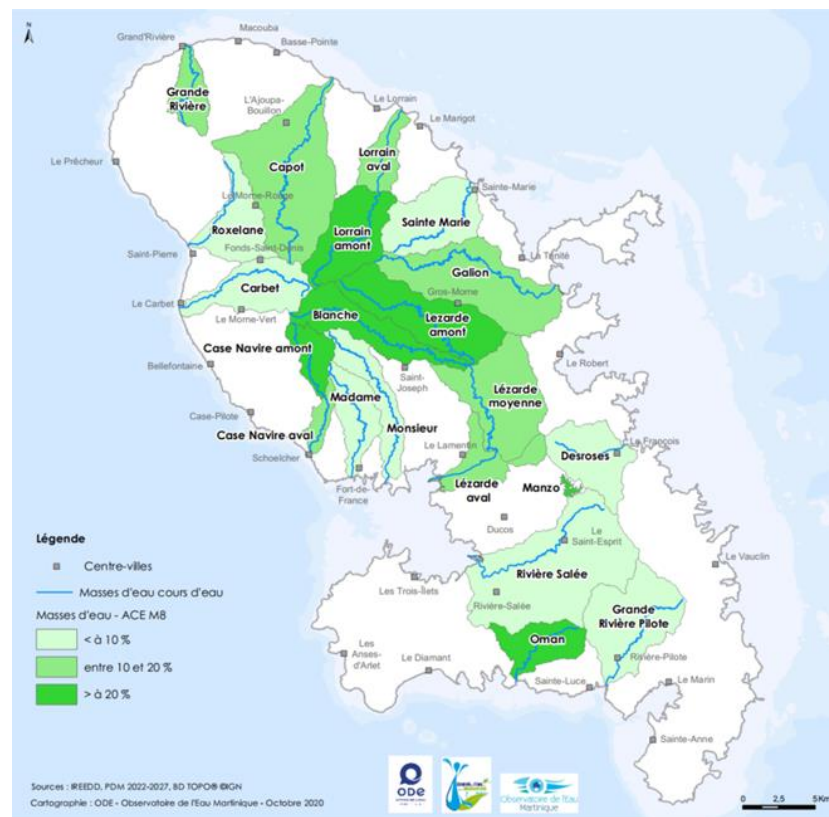 N
Macouba
Grand'Rivière
Basse-Pointe
Grande
Rivière
L'Ajoupa-
Bouillon
Le Lorrain
Le Marigot
Lorrain
aval
Le Prêcheur
Capot
Sainte-Marie
Le Morne-Rouge
Sainte Marie
Roxelane
Lorrain
amont
Fonds-Saint-Denis
Saint-Pierre
La Trinité
Galion
Carbet
Gros-Morne
Le Carbet
Blanche
Lezarde
amont
Le Morne-Vert
Case Navire amont
Le Robert
Bellefontaine
Saint-
Joseph
Lézarde
moyenne
Madame
Case-Pilote
Monsieur
Case Navire aval
Le François
Schoelcher
Le Lamentin
Desroses
Fort-de-
France
Lézarde
aval
Manzo
Ducos
Le
Saint-Esprit
Le Vauclin
Rivière Salée
Les Trois-Îlets
Rivière-Salée
Grande
Rivière Pilote
Oman
Les
Anses-
d'Arlet
Le Diamant
Rivière-Pilote
Sainte-Luce
Le Marin
Sainte-Anne
Légende
Centre-villes
Masses d'eau cours d'eau
Masses d'eau - ACE M8
< à 10 %
entre 10 et 20 %
> à 20 %
Sources : IREEDD, PDM 2022-2027, BD TOPO® ©IGN
Cartographie : ODE - Observatoire de l'Eau Martinique - Octobre 2020
ODE
Observatoire de l'Eau
Martinique
0 2,5 5 Km